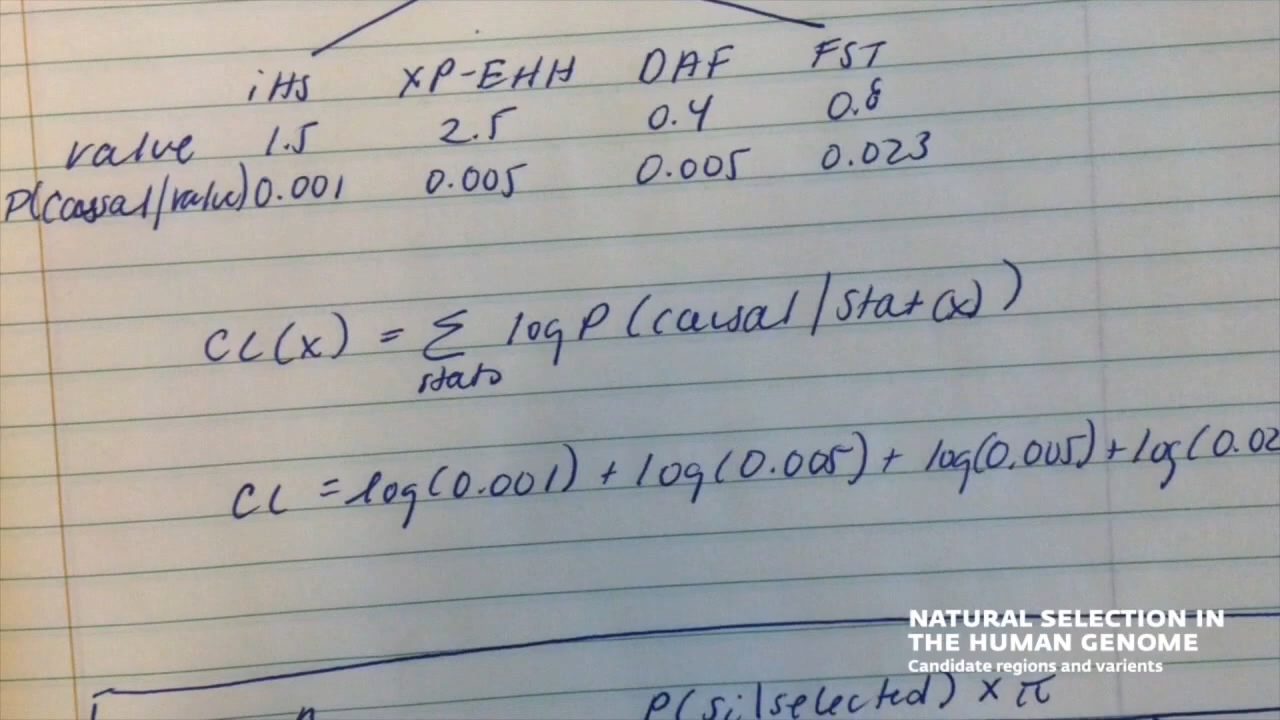 iHS XP-EHH DAF FST
value 1.5 2.5 0.4 0.8
P(causal/value) 0.001 0.005 0.005 0.023
CL(x) = Σ log P(causal/stat(x))
stats
CL = log(0.001) + log(0.005) + log(0.005) + log(0.02
NATURAL SELECTION IN
THE HUMAN GENOME
Candidate regions and varients
P(si|selected) × π